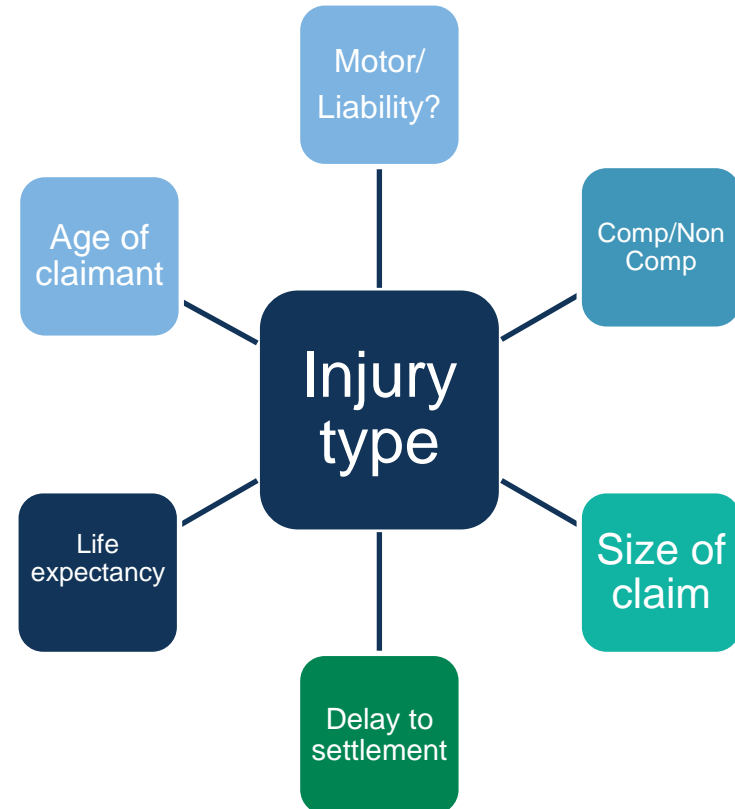 Motor/
Liability?
Age of
claimant
Comp/Non
Comp
Injury
type
Life
expectancy
Size of
claim
Delay to
settlement